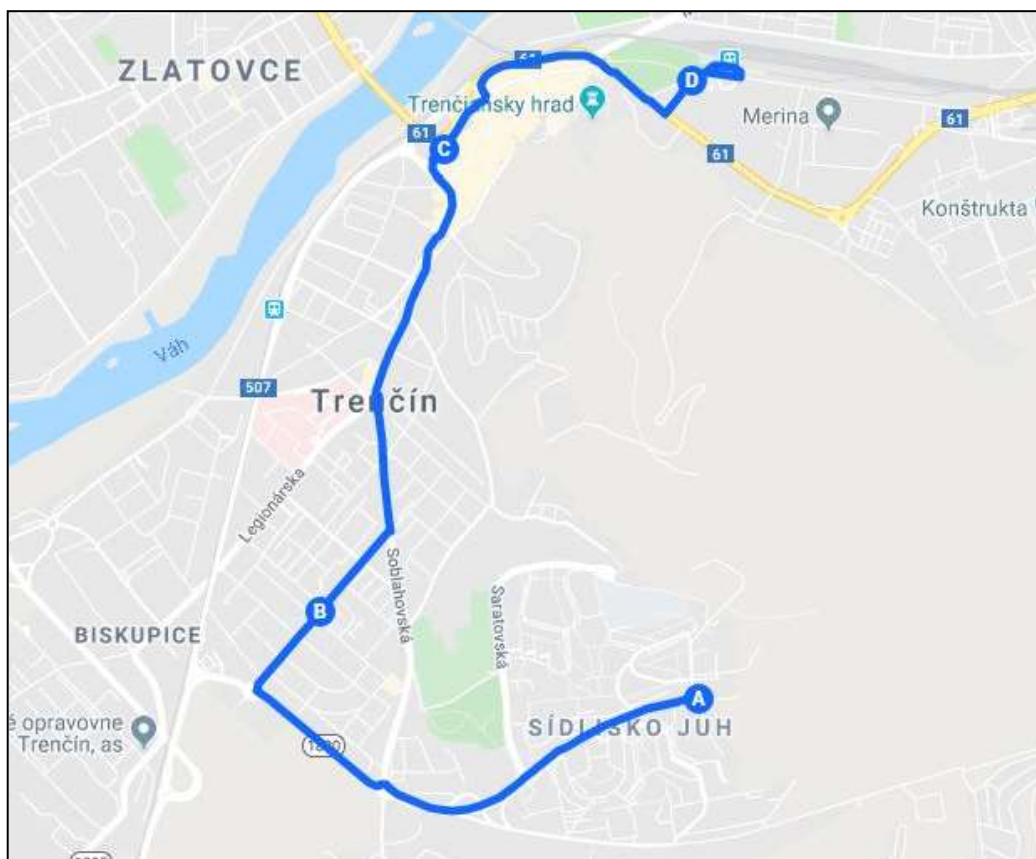 ZLATOVCE
61
Trenčiansky hrad
D
Merina
61
C
61
61
Konštrukta
Váh
507
Trenčín
Legionárska
Soblahovská
Saratovská
B
BISKUPICE
A
SÍDLISKO JUH
é opravovne
Trenčín, as